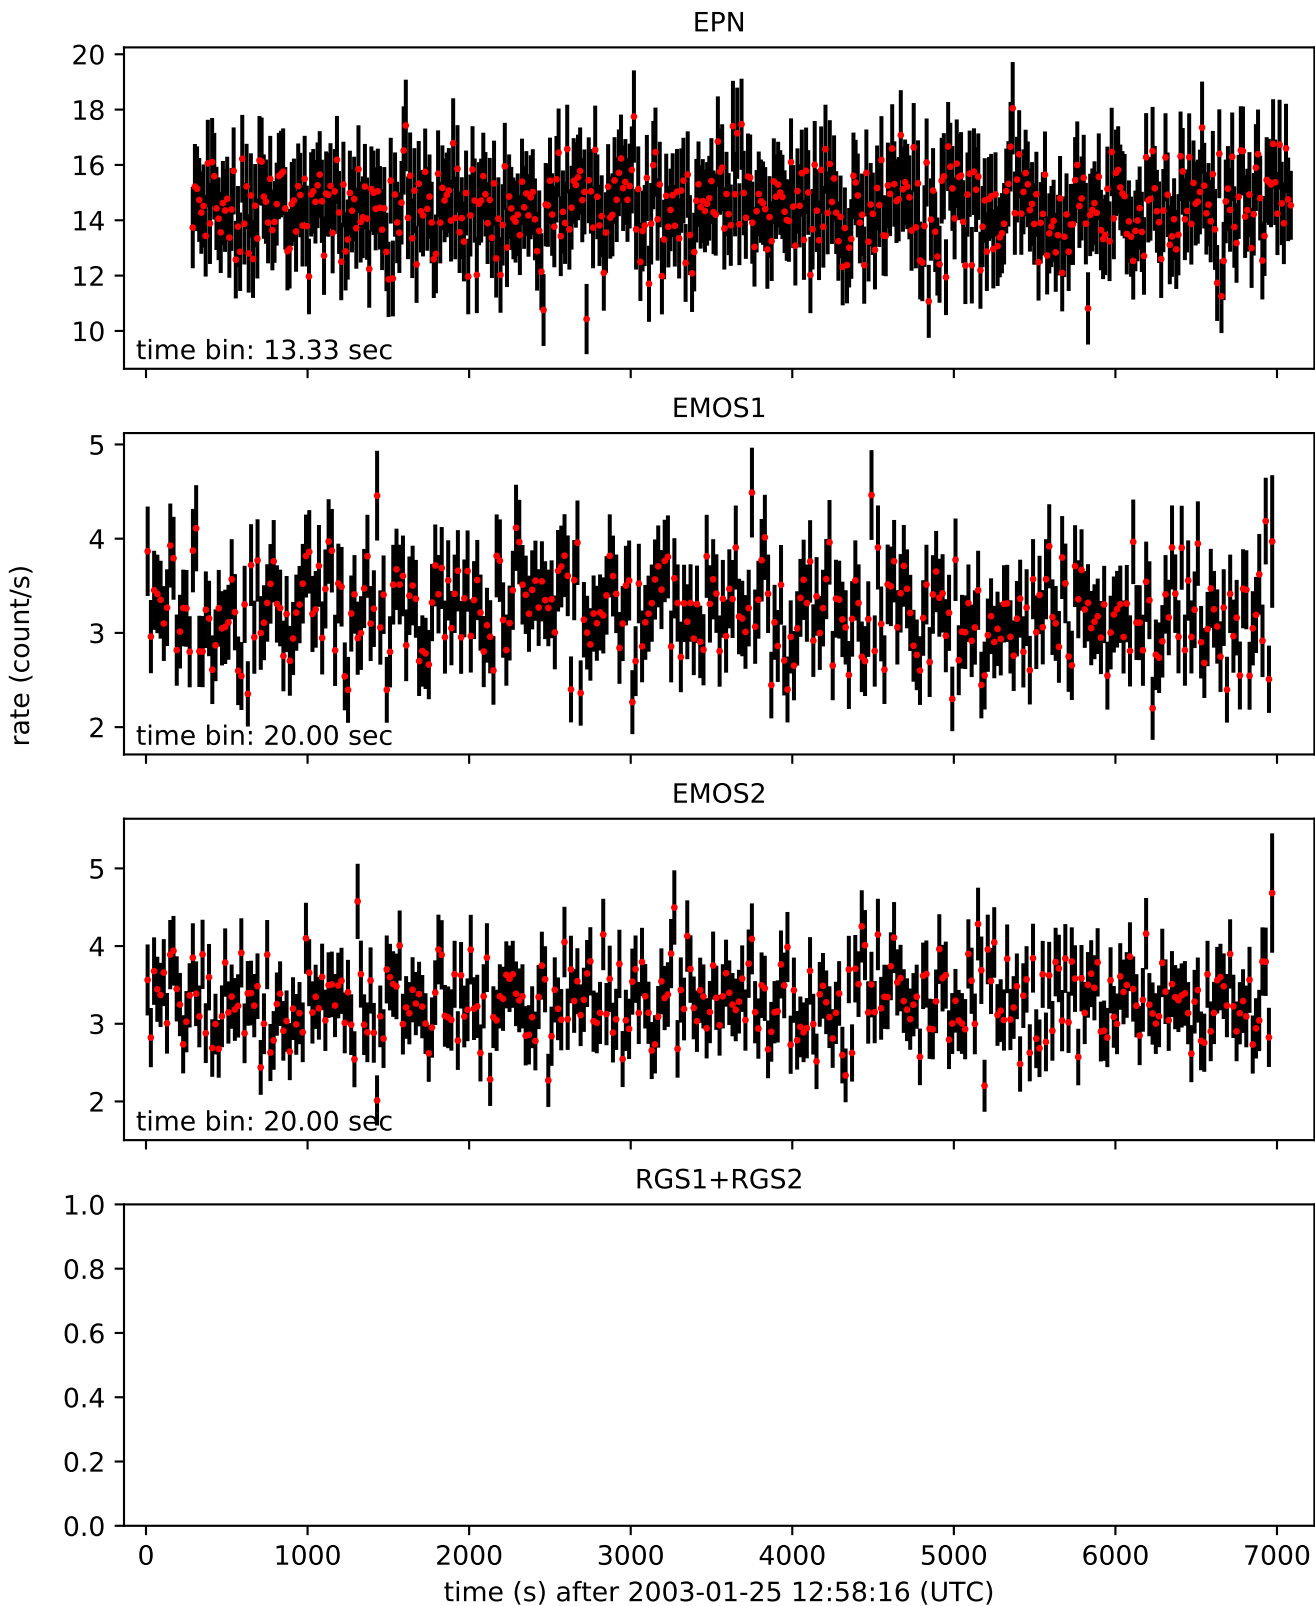 EPN
20
18
16
14
12
10
time bin: 13.33 sec
EMOS1
5
4
3
2
time bin: 20.00 sec
rate (count/s)
EMOS2
5
4
3
2
time bin: 20.00 sec
RGS1+RGS2
1.0
0.8
0.6
0.4
0.2
0.0
0 1000 2000 3000 4000 5000 6000 7000
time (s) after 2003-01-25 12:58:16 (UTC)